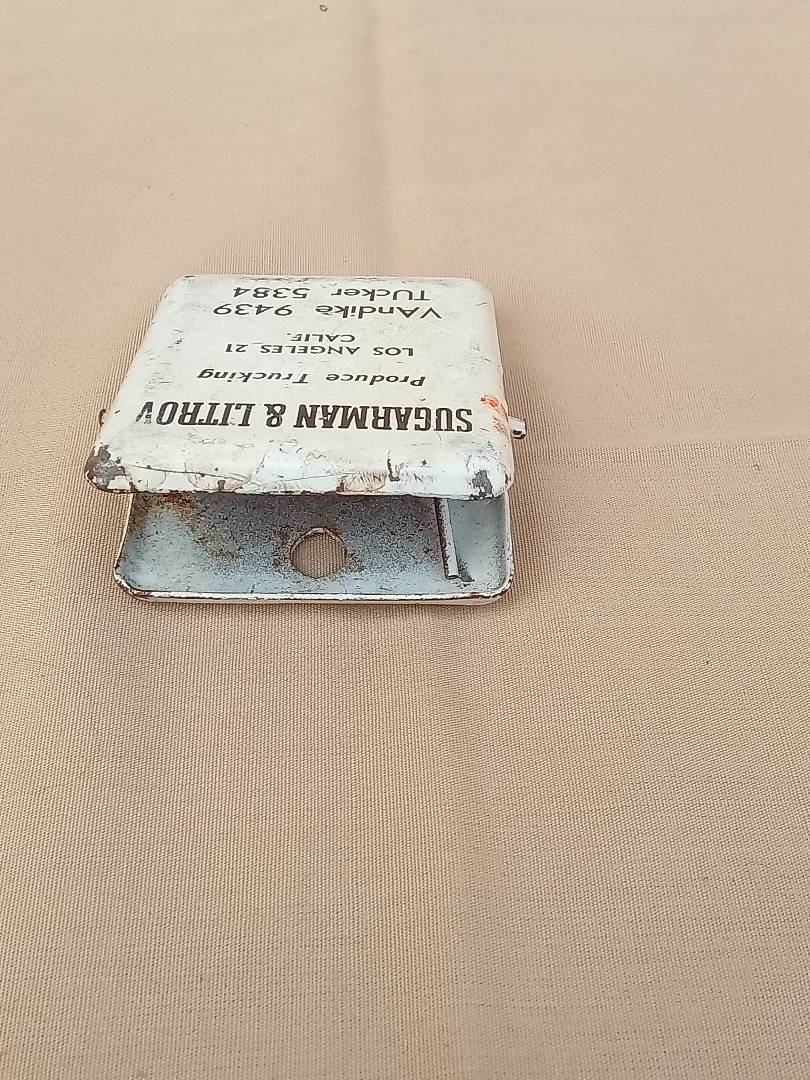 SUGARMAN & LITROV
Produce Trucking
LOS ANGELES 21
CALIF.
VAndike 9439
TUcker 5384